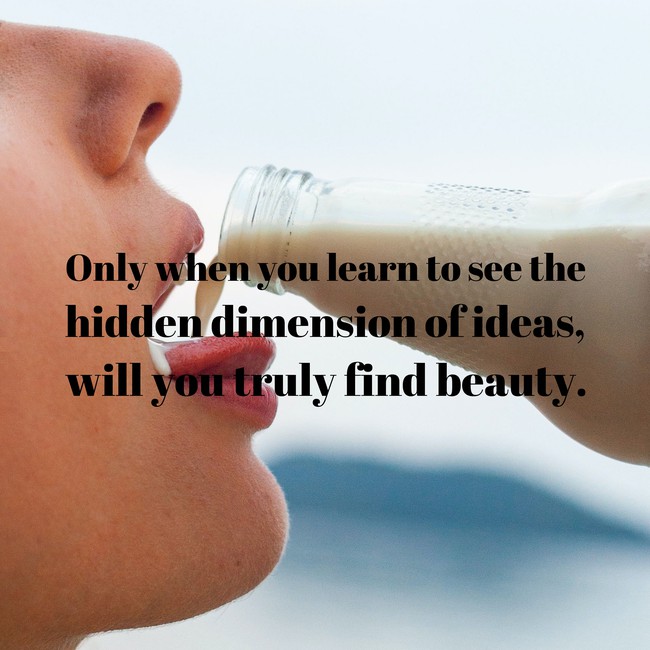 Only when you learn to see the
hidden dimension of ideas,
will you truly find beauty.